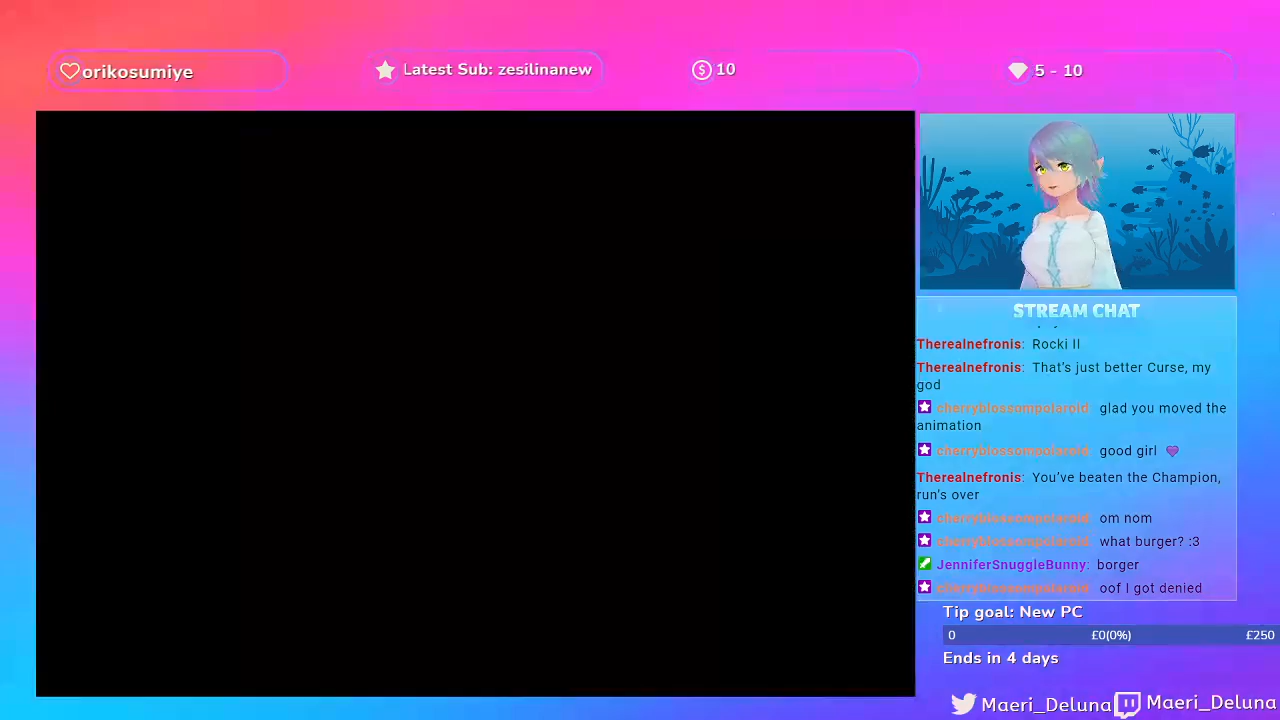 orikosumiye
Latest Sub: zesilinanew
10
5 - 10
STREAM CHAT
Therealnefronis: Rocki II
Therealnefronis: That's just better Curse, my
god
cherryblossompolaroid: glad you moved the
animation
cherryblossompolaroid: good girl
Therealnefronis: You've beaten the Champion,
run's over
cherryblossompolaroid: om nom
cherryblossompolaroid: what burger? :3
JenniferSnuggleBunny: borger
cherryblossompolaroid: oof I got denied
Tip goal: New PC
0 £0(0%) £250
Ends in 4 days
Maeri_Deluna Maeri_Deluna